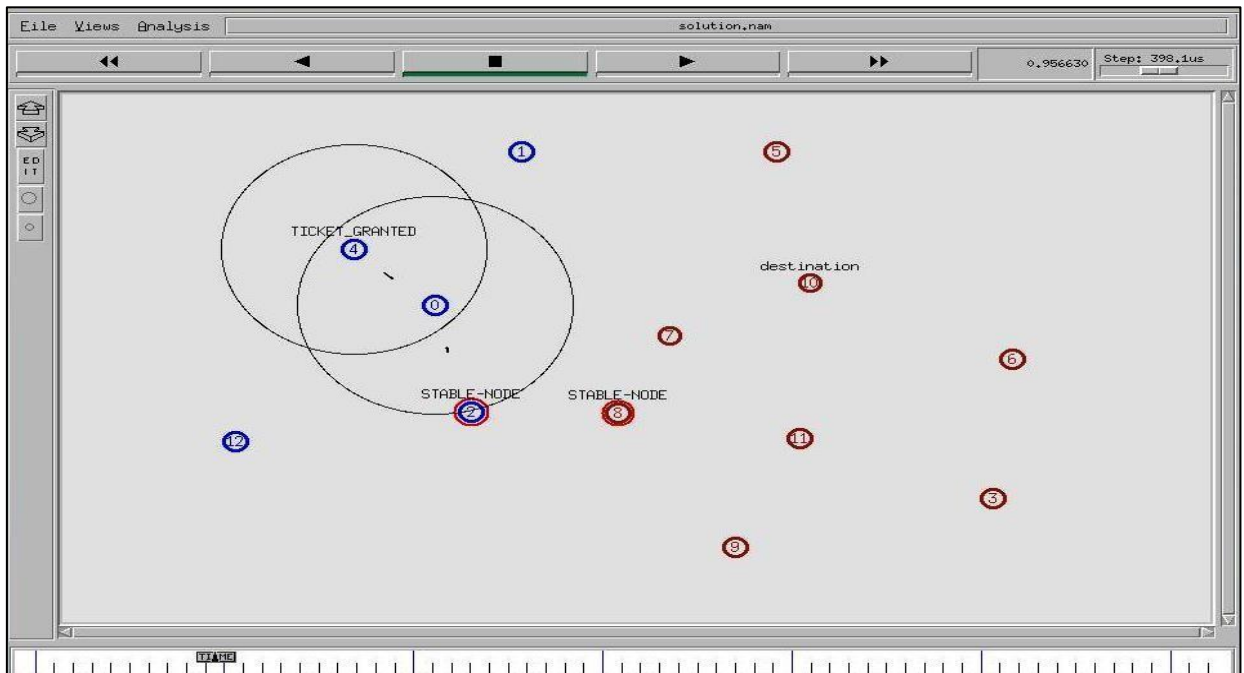 File Views Analysis solution.nam
0.956630 Step: 398.1us
ED
IT
1
5
TICKET_GRANTED
4
destination
10
0
7
6
STABLE-NODE STABLE-NODE
2 8
12
11
3
9
TIME